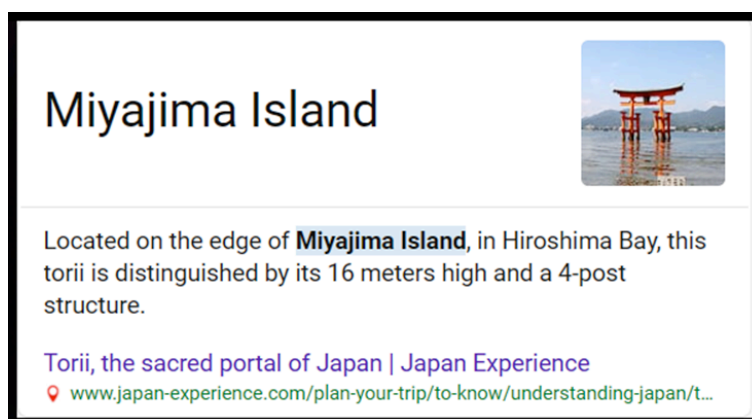 Miyajima Island
Located on the edge of Miyajima Island, in Hiroshima Bay, this
torii is distinguished by its 16 meters high and a 4-post
structure.
Torii, the sacred portal of Japan | Japan Experience
www.japan-experience.com/plan-your-trip/to-know/understanding-japan/t...